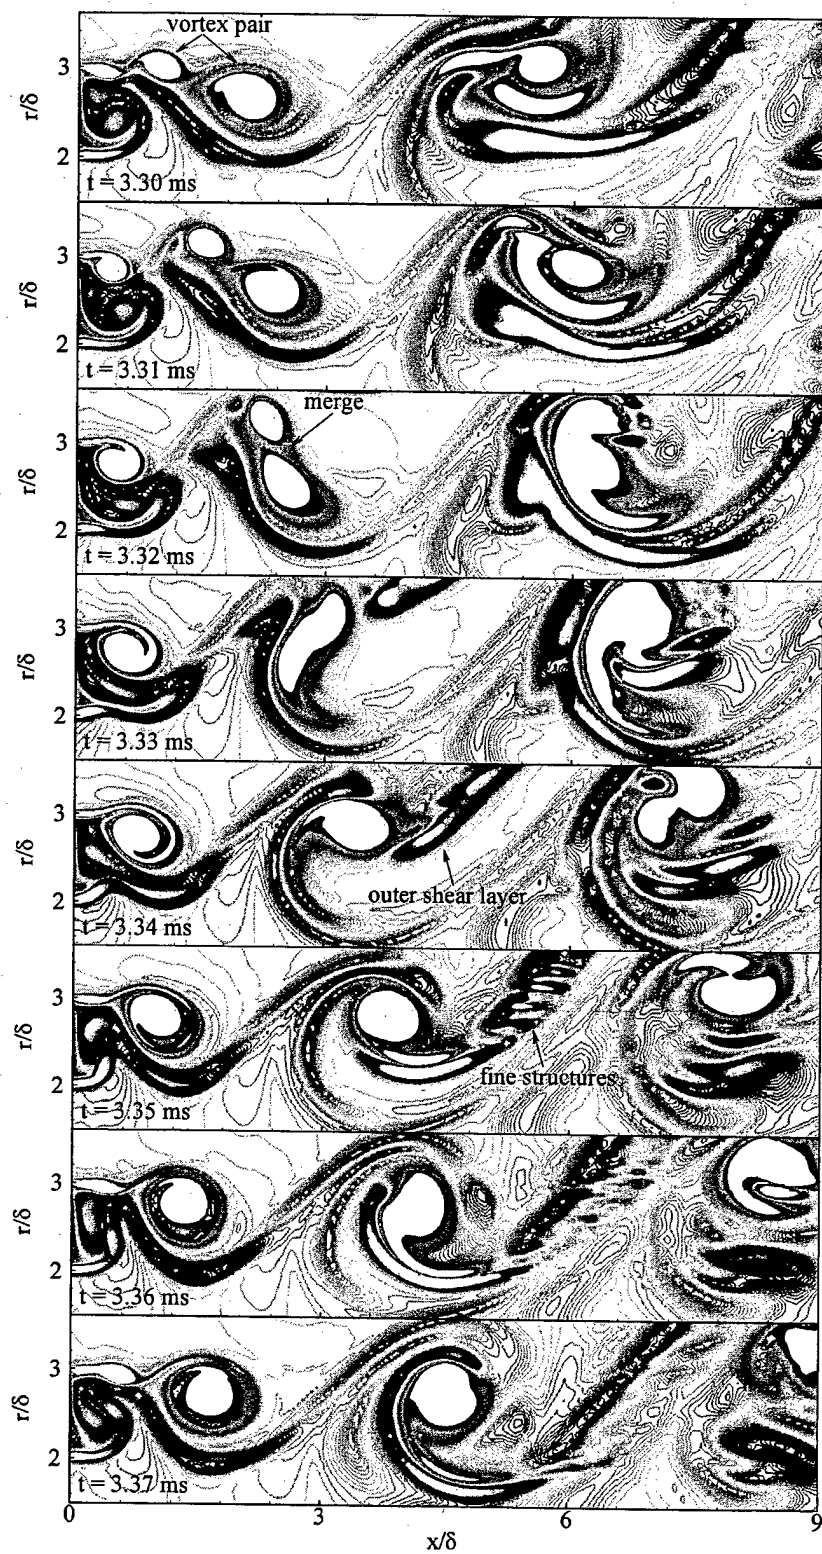 vortex pair
3
r/δ
2
t = 3.30 ms
3
r/δ
2
t = 3.31 ms
merge
3
r/δ
2
t = 3.32 ms
3
r/δ
2
t = 3.33 ms
3
r/δ
outer shear layer
2
t = 3.34 ms
3
r/δ
fine structures
2
t = 3.35 ms
3
r/δ
2
t = 3.36 ms
3
r/δ
2
t = 3.37 ms
0 3 6 9
x/δ